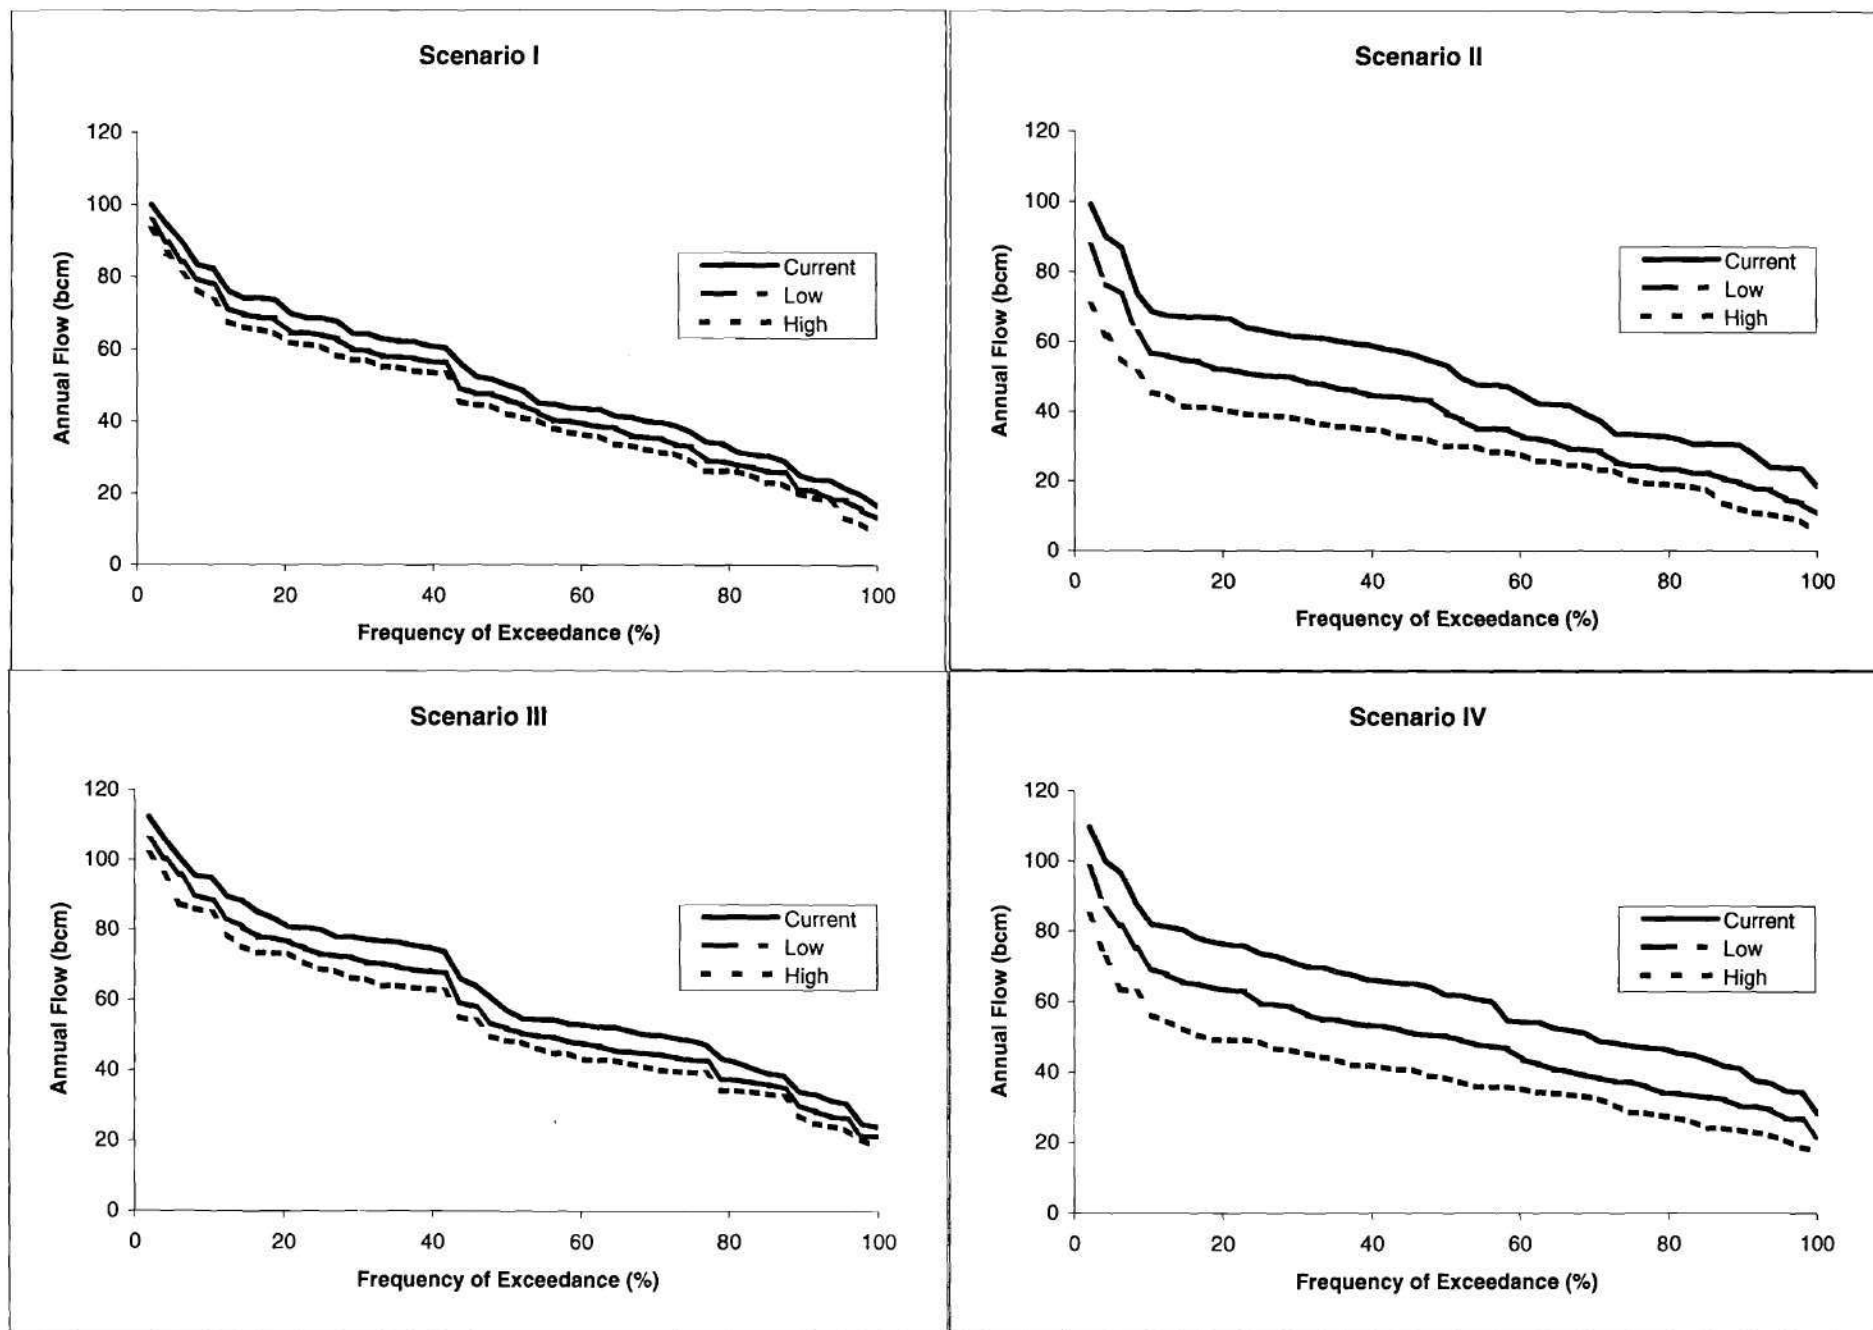 Scenario I
120
100
80
60
40
20
0
Annual Flow (bcm)
Current
Low
High
0 20 40 60 80 100
Frequency of Exceedance (%)
Scenario II
120
100
80
60
40
20
0
Annual Flow (bcm)
Current
Low
High
0 20 40 60 80 100
Frequency of Exceedance (%)
Scenario III
120
100
80
60
40
20
0
Annual Flow (bcm)
Current
Low
High
0 20 40 60 80 100
Frequency of Exceedance (%)
Scenario IV
120
100
80
60
40
20
0
Annual Flow (bcm)
Current
Low
High
0 20 40 60 80 100
Frequency of Exceedance (%)